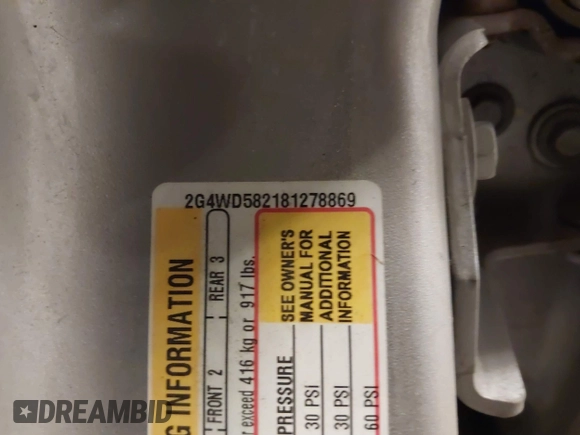 2G4WD582181278869
G INFORMATION
FRONT 2 REAR 3
exceed 416 kg or 917 lbs.
SEE OWNER'S
MANUAL FOR
ADDITIONAL
INFORMATION
PRESSURE
30 PSI
30 PSI
60 PSI
DREAMBID